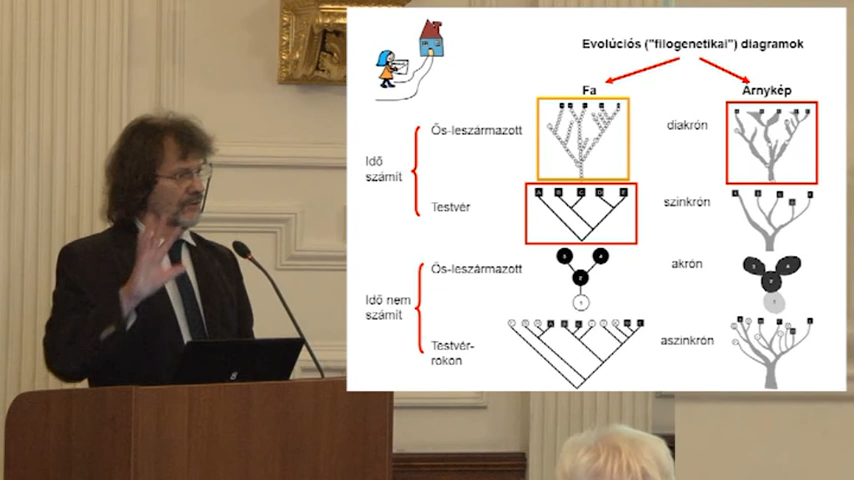 Evolúciós ("filogenetikai") diagramok
Fa
Árnykép
Ős-leszármazott
diakrón
Idő
számít
Testvér
szinkrón
A B C D E
Ős-leszármazott
akrón
Idő nem
számít
Testvér-
rokon
aszinkrón